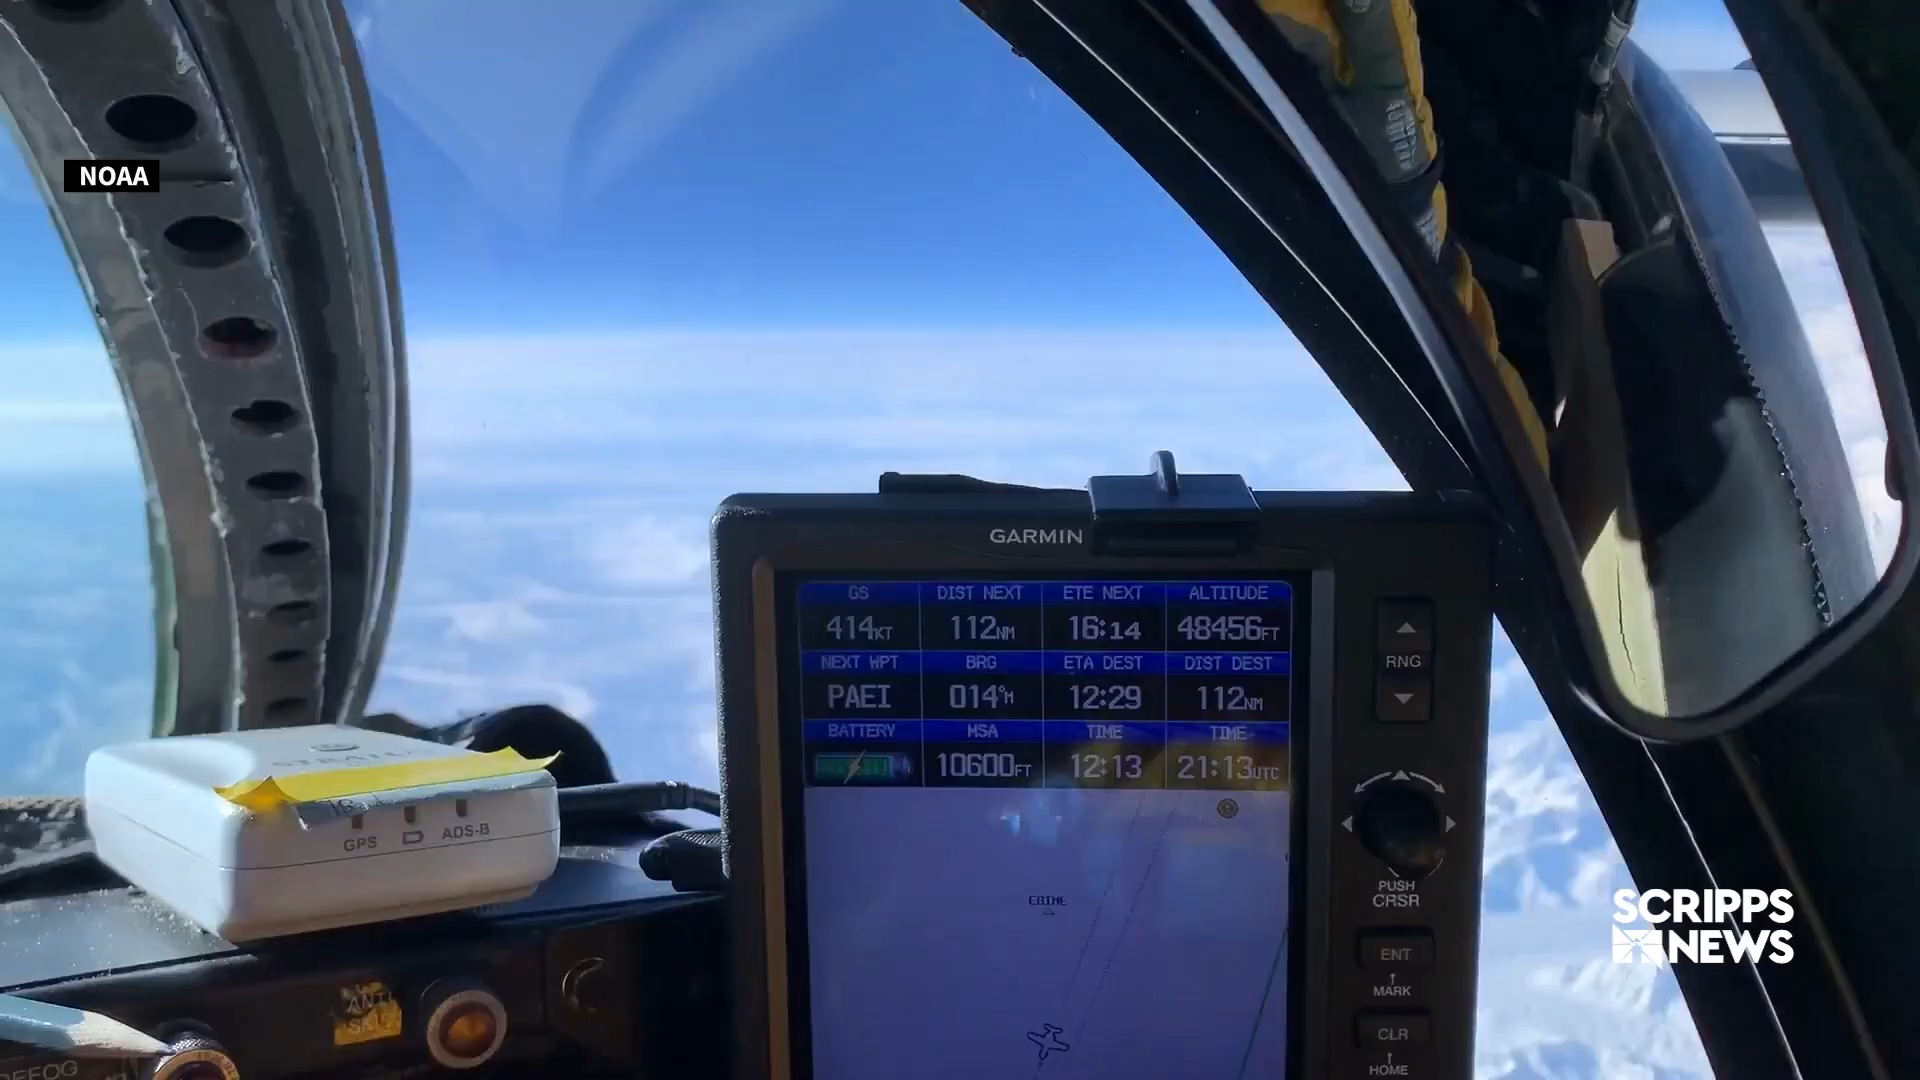 NOAA
GARMIN
GS DIST NEXT ETE NEXT ALTITUDE
414KT 112NM 16:14 48456FT
NEXT WPT BRG ETA DEST DIST DEST
PAEI 014°M 12:29 112NM
BATTERY MSA TIME TIME
10600FT 12:13 21:13UTC
RNG
GPS ADS-B
PUSH
CRSR
ENT
MARK
CLR
HOME
ANTI
SKID
SCRIPPS
NEWS